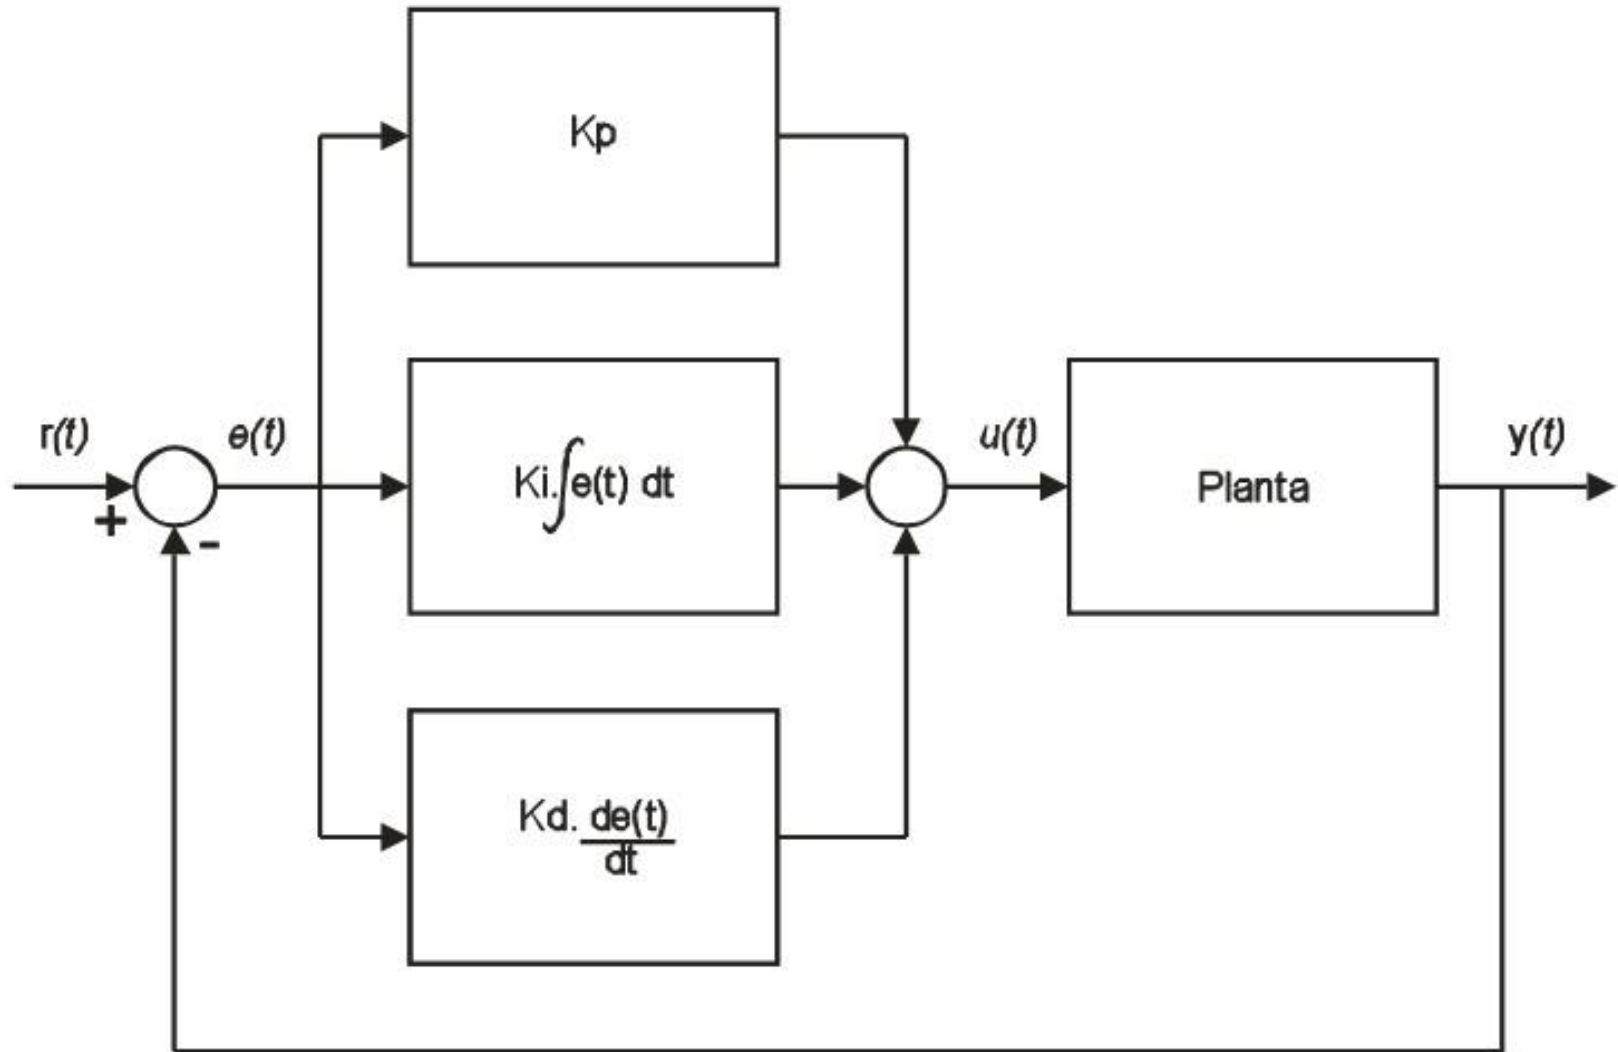 Kp
r(t)
+
-
e(t)
Ki.∫e(t) dt
u(t)
Planta
y(t)
Kd. de(t)
dt